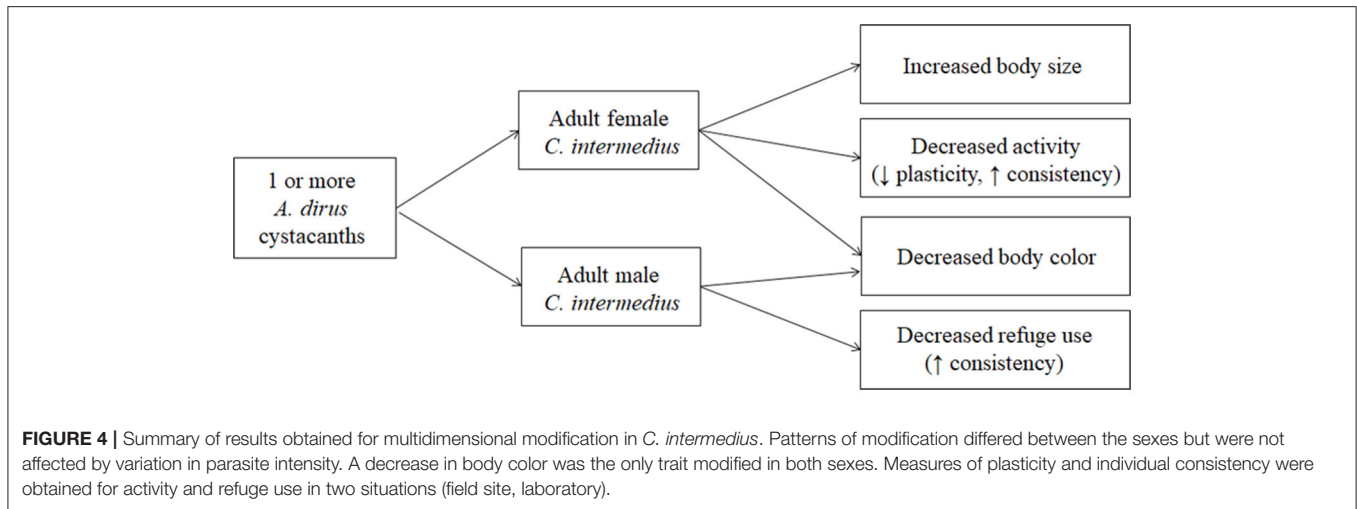 1 or more
A. dirus
cystacanths
Adult female
C. intermedius
Adult male
C. intermedius
Increased body size
Decreased activity
(↓ plasticity, ↑ consistency)
Decreased body color
Decreased refuge use
(↑ consistency)
FIGURE 4 | Summary of results obtained for multidimensional modification in C. intermedius. Patterns of modification differed between the sexes but were not
affected by variation in parasite intensity. A decrease in body color was the only trait modified in both sexes. Measures of plasticity and individual consistency were
obtained for activity and refuge use in two situations (field site, laboratory).